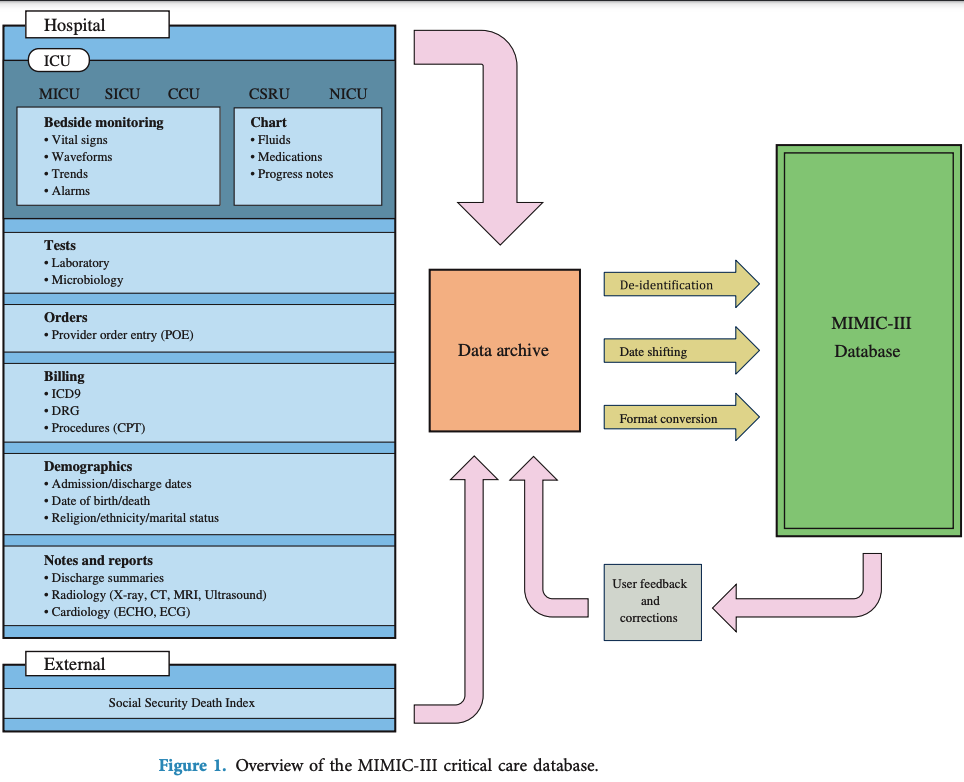 Hospital
ICU
MICU SICU CCU CSRU NICU
Bedside monitoring
• Vital signs
• Waveforms
• Trends
• Alarms
Chart
• Fluids
• Medications
• Progress notes
Tests
• Laboratory
• Microbiology
Orders
• Provider order entry (POE)
Billing
• ICD9
• DRG
• Procedures (CPT)
Demographics
• Admission/discharge dates
• Date of birth/death
• Religion/ethnicity/marital status
Notes and reports
• Discharge summaries
• Radiology (X-ray, CT, MRI, Ultrasound)
• Cardiology (ECHO, ECG)
External
Social Security Death Index
Data archive
De-identification
Date shifting
Format conversion
MIMIC-III
Database
User feedback
and
corrections
Figure 1. Overview of the MIMIC-III critical care database.